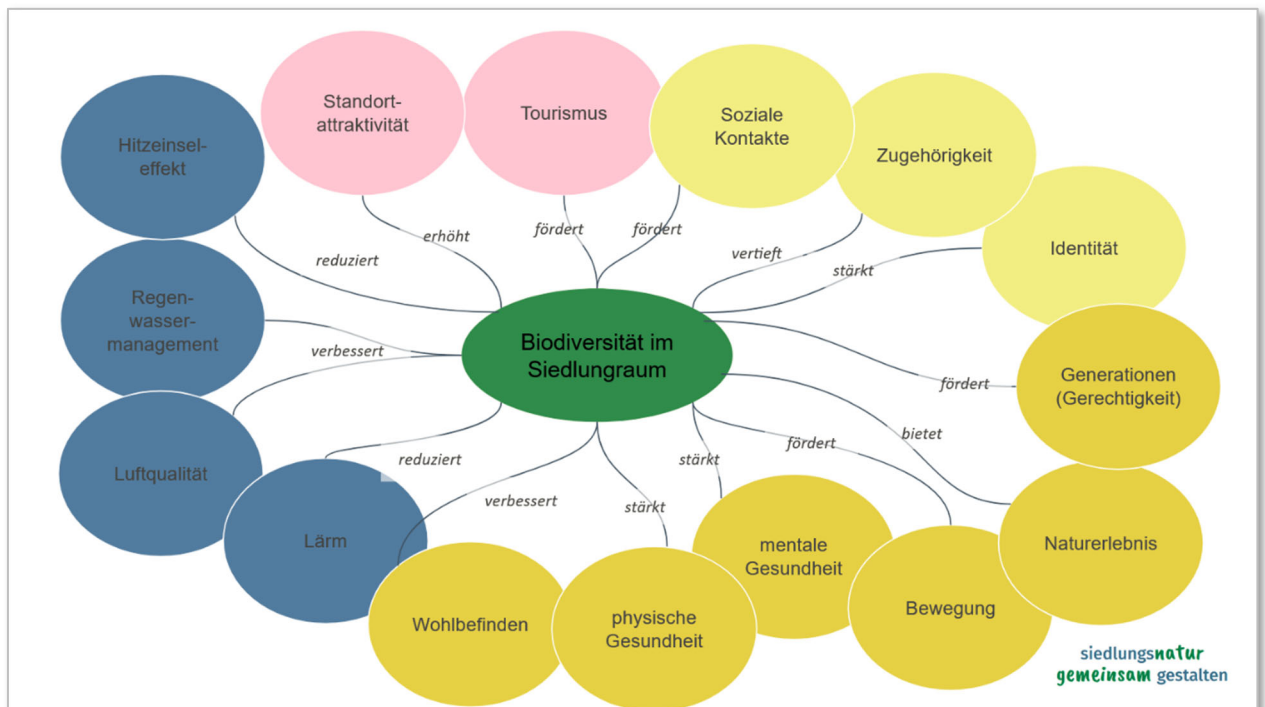 Standort-
attraktivität
Tourismus
Soziale
Kontakte
Hitzeinsel-
effekt
Zugehörigkeit
Identität
erhöht
fördert
fördert
vertieft
stärkt
reduziert
Regen-
wasser-
management
verbessert
Biodiversität im
Siedlungraum
fördert
Generationen
(Gerechtigkeit)
bietet
Luftqualität
reduziert
verbessert
stärkt
stärkt
fördert
Lärm
Wohlbefinden
physische
Gesundheit
mentale
Gesundheit
Bewegung
Naturerlebnis
siedlungsnatur
gemeinsam gestalten